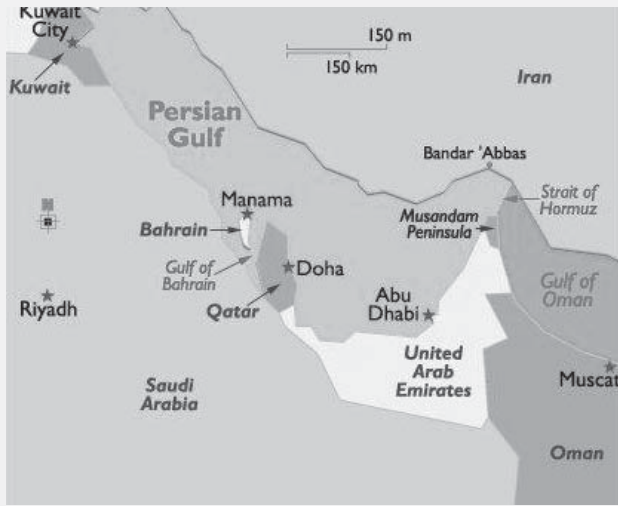 Kuwait
City
Kuwait
150 m
150 km
Iran
Persian
Gulf
Bandar 'Abbas
Strait of
Hormuz
Manama
Musandam
Peninsula
Bahrain
Gulf of
Bahrain
Doha
Gulf of
Oman
Riyadh
Qatar
Abu
Dhabi
United
Arab
Emirates
Muscat
Saudi
Arabia
Oman